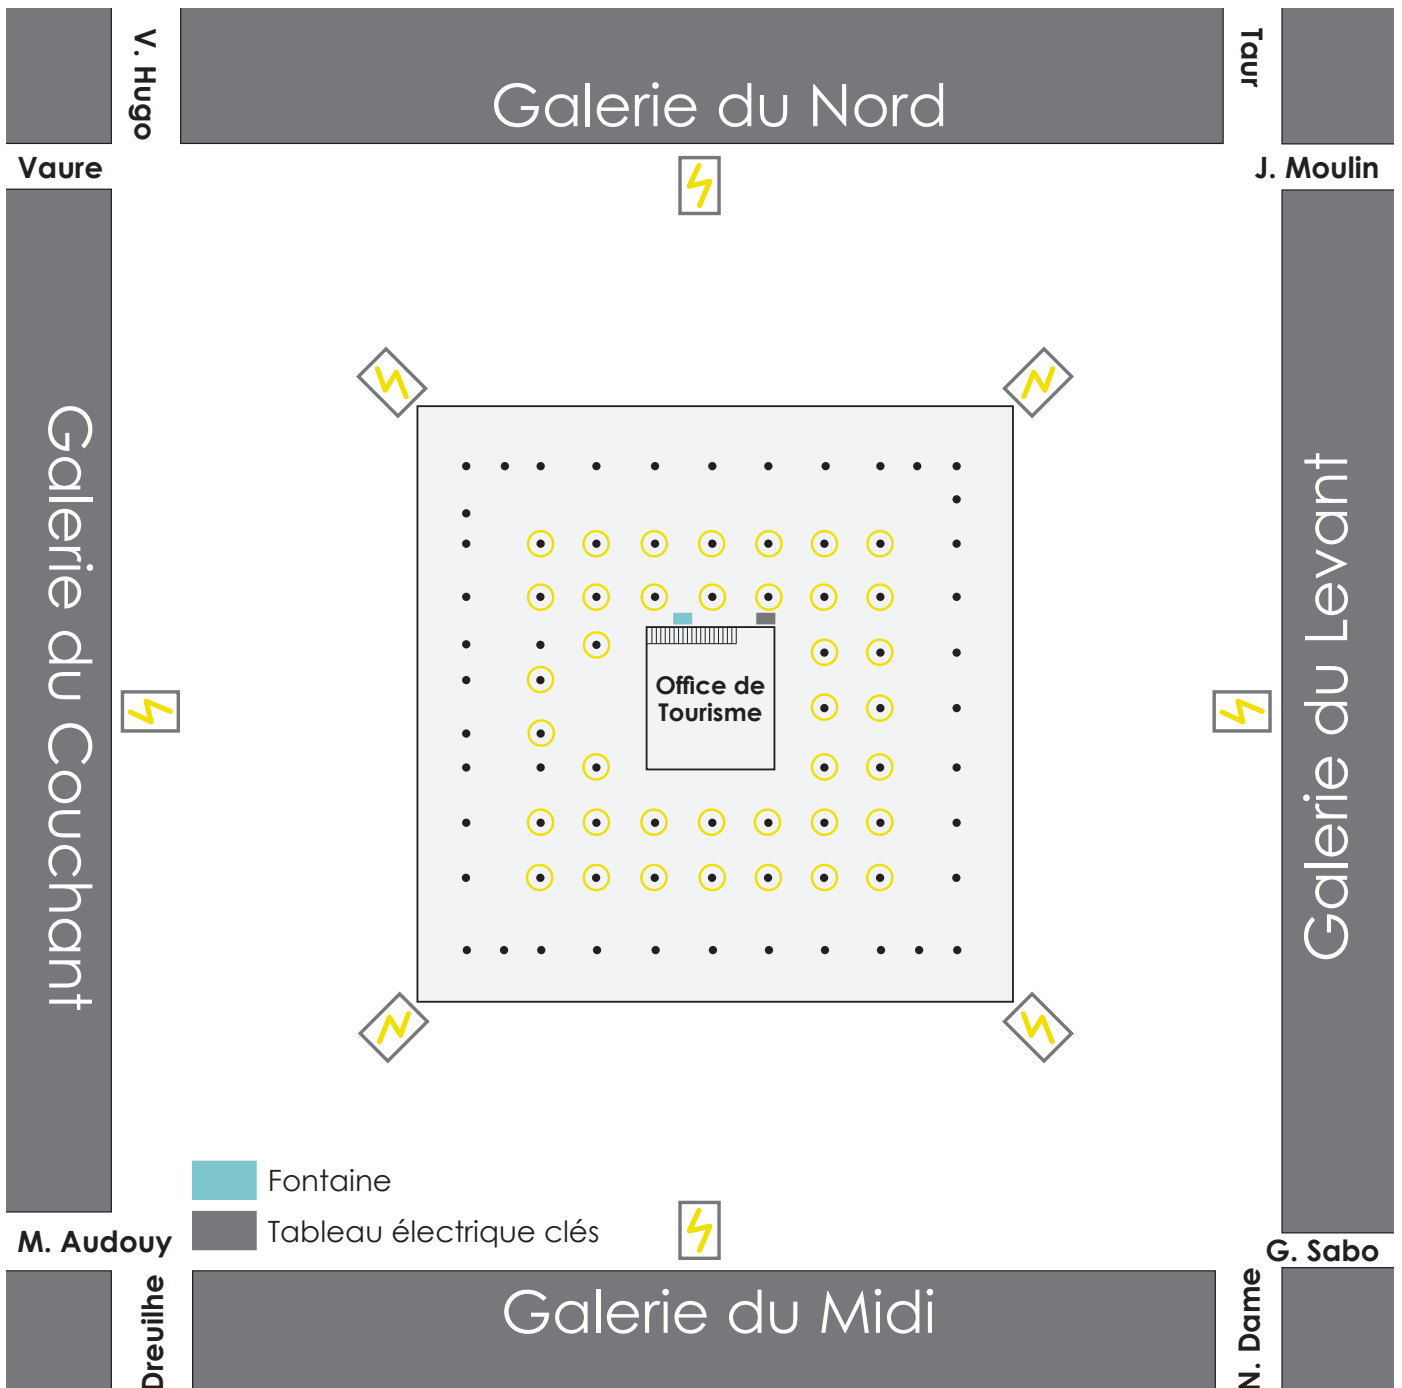 V. Hugo
Galerie du Nord
Taur
Vaure
J. Moulin
Galerie du Couchant
Office de
Tourisme
Galerie du Levant
Fontaine
Tableau électrique clés
M. Audouy
G. Sabo
Dreuilhe
Galerie du Midi
N. Dame